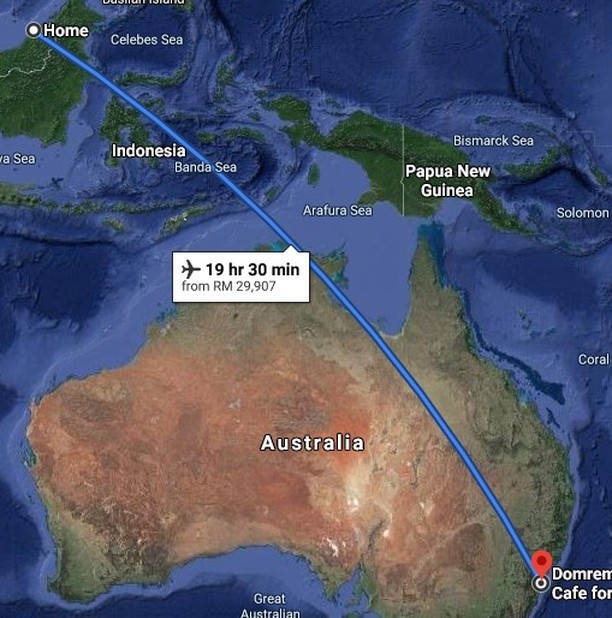 Basilan Island
Home
Celebes Sea
Indonesia
Banda Sea
Bismarck Sea
Papua New
Guinea
va Sea
Arafura Sea
Solomon
19 hr 30 min
from RM 29,907
Coral
Australia
Domrem
Cafe for
Great
Australian